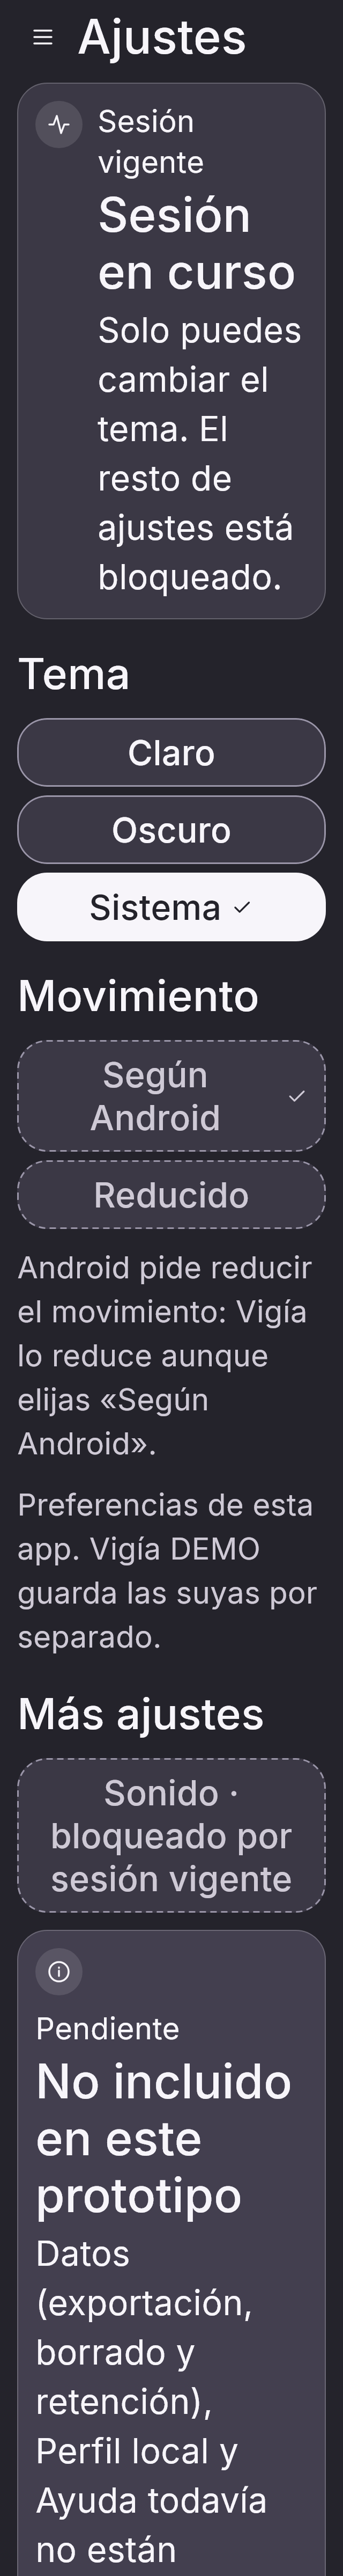 Ajustes
Sesión
vigente
Sesión
en curso
Solo puedes
cambiar el
tema. El
resto de
ajustes está
bloqueado.
Tema
Claro
Oscuro
Sistema
Movimiento
Según
Android
Reducido
Android pide reducir
el movimiento: Vigía
lo reduce aunque
elijas «Según
Android».
Preferencias de esta
app. Vigía DEMO
guarda las suyas por
separado.
Más ajustes
Sonido ·
bloqueado por
sesión vigente
Pendiente
No incluido
en este
prototipo
Datos
(exportación,
borrado y
retención),
Perfil local y
Ayuda todavía
no están